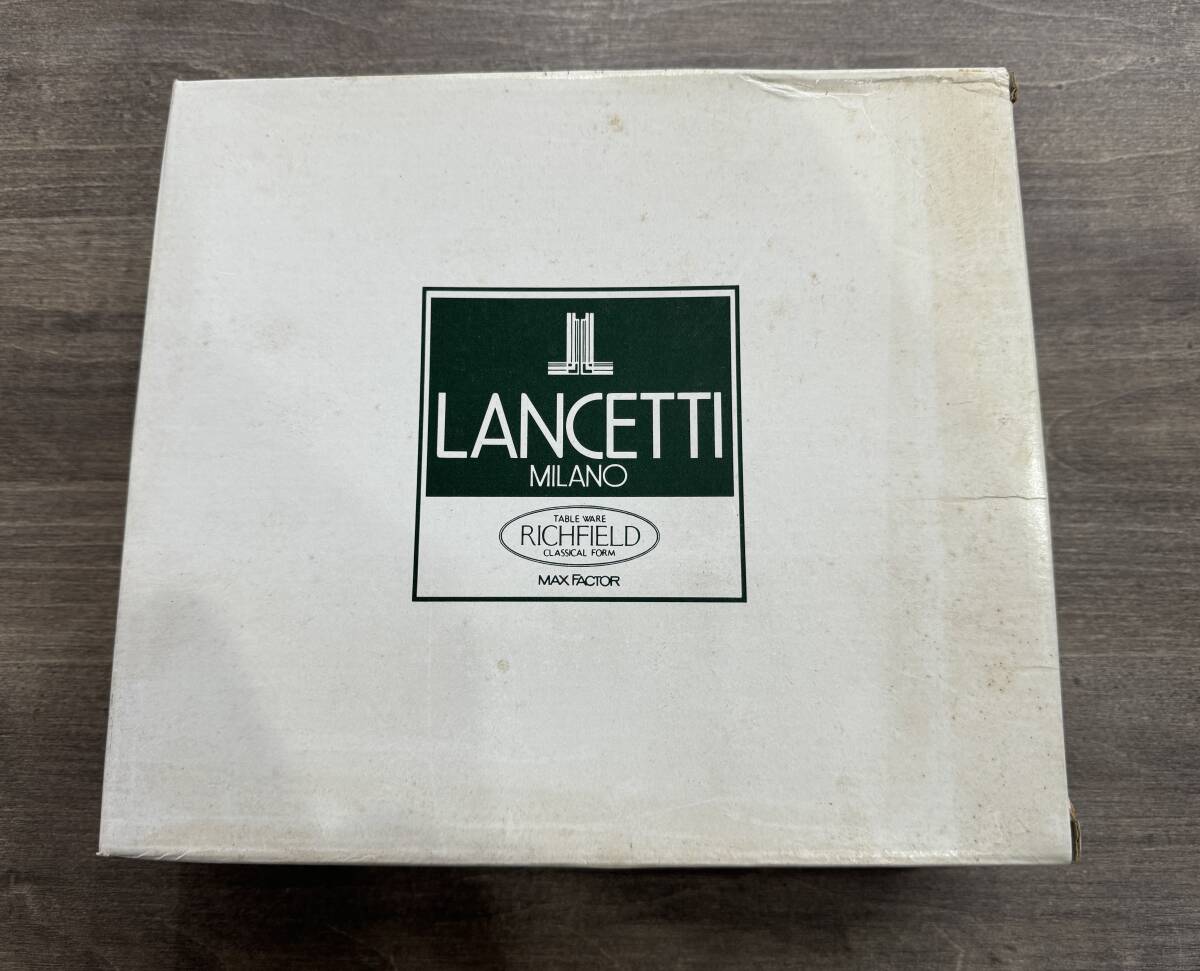 LANCETTI
MILANO
TABLE WARE
RICHFIELD
CLASSICAL FORM
MAX FACTOR